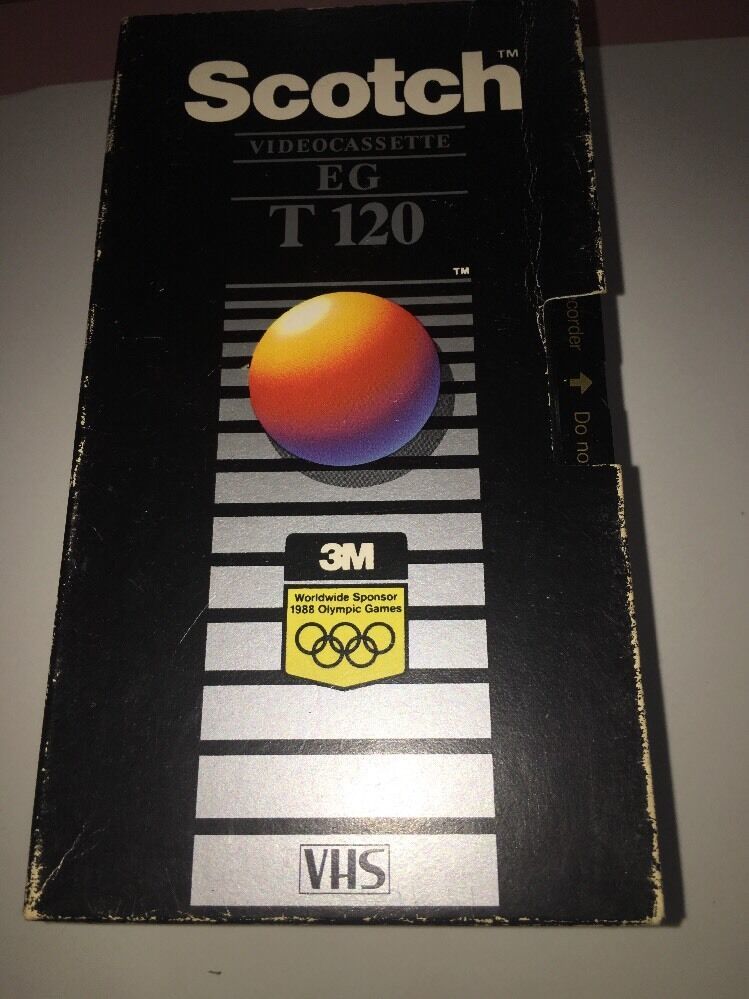 Scotch™
VIDEOCASSETTE
EG
T 120
TM
corder
Do no
3M
Worldwide Sponsor
1988 Olympic Games
VHS